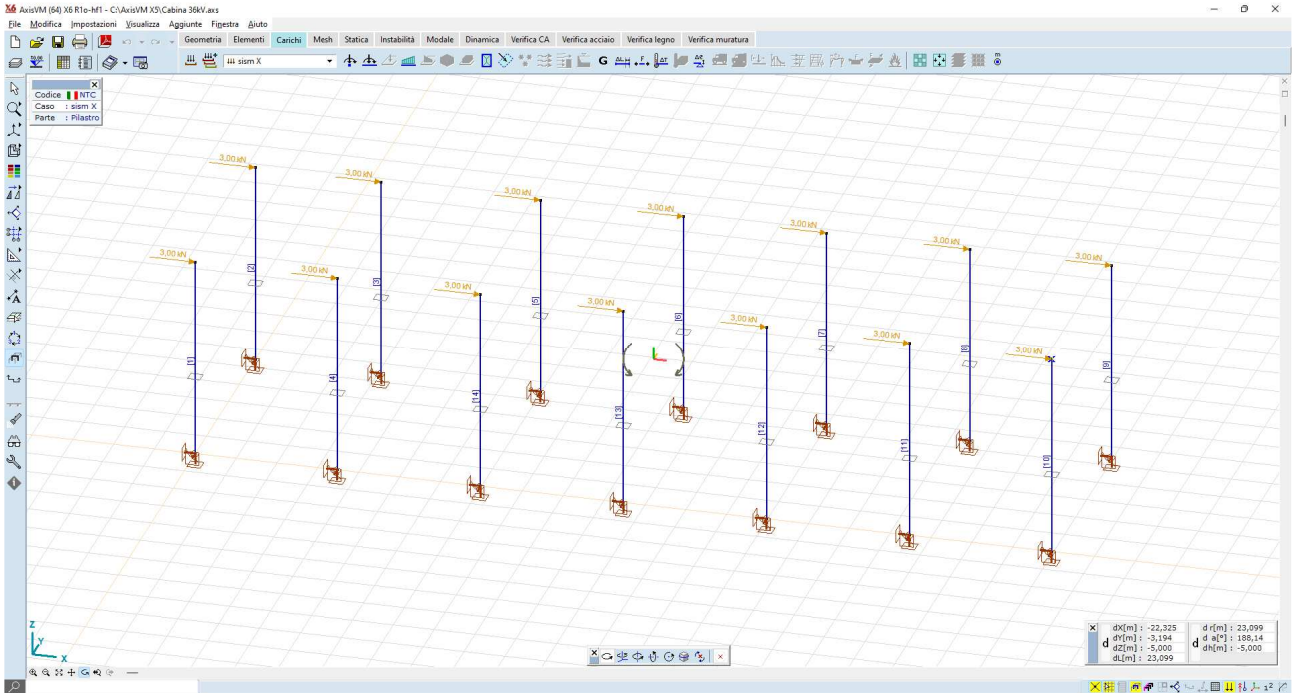 AxisVM (64) X6 R1o-hf1 - C:\AxisVM X5\Cabina 36kV.axs
File Modifica Impostazioni Visualizza Aggiunte Finestra Aiuto
Geometria Elementi Carichi Mesh Statica Instabilità Modale Dinamica Verifica CA Verifica acciaio Verifica legno Verifica muratura
sism X
Codice NTC
Caso : sism X
Parte : Pilastro
3,00 kN
3,00 kN
3,00 kN
3,00 kN
3,00 kN
3,00 kN
3,00 kN
3,00 kN
3,00 kN
3,00 kN
3,00 kN
3,00 kN
3,00 kN
3,00 kN
[2]
[3]
[5]
[6]
[7]
[8]
[9]
[1]
[4]
[14]
[13]
[12]
[11]
[10]
Z
Y
X
d
dX[m] : -22,325
dY[m] : -3,194
dZ[m] : -5,000
dL[m] : 23,099
d
d r[m] : 23,099
d a[°] : 188,14
dh[m] : -5,000